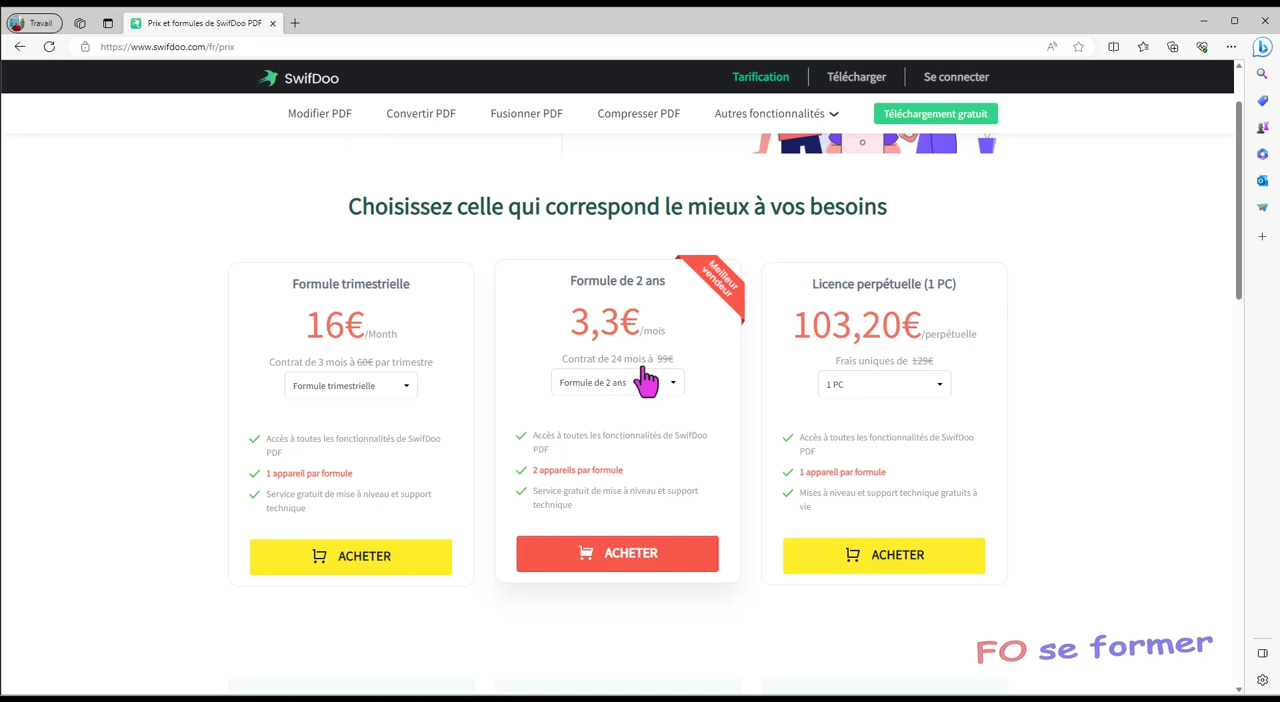 Travail
Prix et formules de SwifDoo PDF
https://www.swifdoo.com/fr/prix
SwifDoo
Tarification
Télécharger
Se connecter
Modifier PDF
Convertir PDF
Fusionner PDF
Compresser PDF
Autres fonctionnalités
Téléchargement gratuit
Choisissez celle qui correspond le mieux à vos besoins
Formule trimestrielle
16€/Month
Contrat de 3 mois à 60€ par trimestre
Formule trimestrielle
Accès à toutes les fonctionnalités de SwifDoo
PDF
1 appareil par formule
Service gratuit de mise à niveau et support
technique
ACHETER
Meilleur
vendeur
Formule de 2 ans
3,3€/mois
Contrat de 24 mois à 99€
Formule de 2 ans
Accès à toutes les fonctionnalités de SwifDoo
PDF
2 appareils par formule
Service gratuit de mise à niveau et support
technique
ACHETER
Licence perpétuelle (1 PC)
103,20€/perpétuelle
Frais uniques de 129€
1 PC
Accès à toutes les fonctionnalités de SwifDoo
PDF
1 appareil par formule
Mises à niveau et support technique gratuits à
vie
ACHETER
FO se former